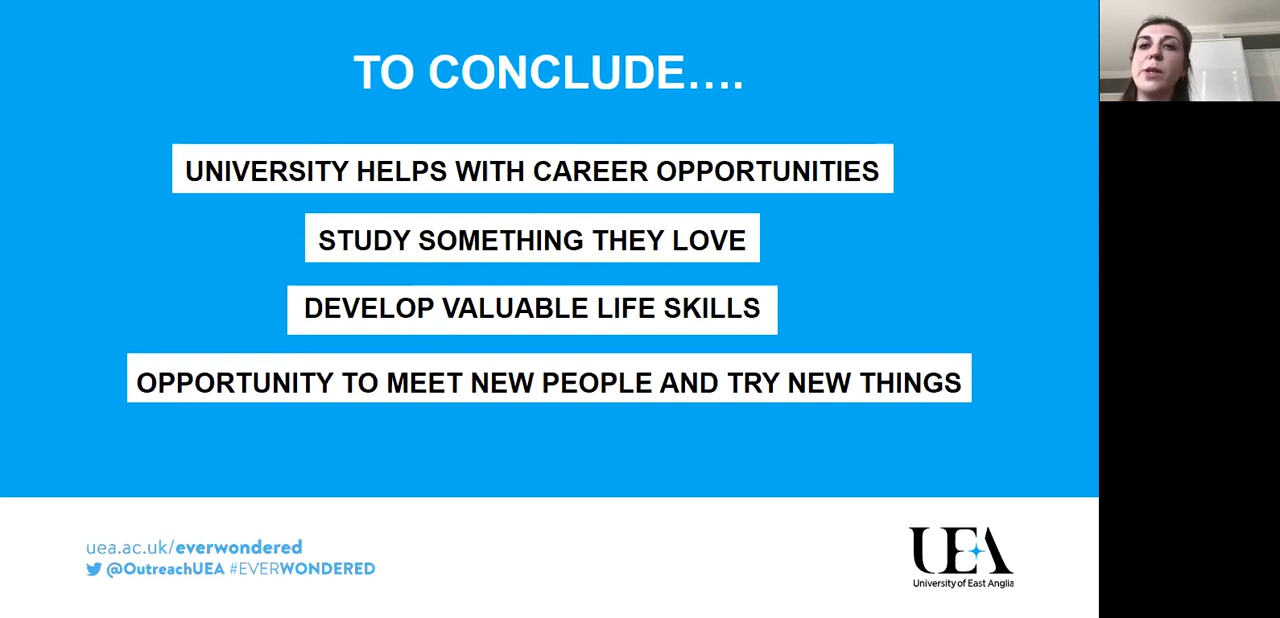 TO CONCLUDE....
UNIVERSITY HELPS WITH CAREER OPPORTUNITIES
STUDY SOMETHING THEY LOVE
DEVELOP VALUABLE LIFE SKILLS
OPPORTUNITY TO MEET NEW PEOPLE AND TRY NEW THINGS
uea.ac.uk/everwondered
@OutreachUEA #EVERWONDERED
UEA
University of East Anglia